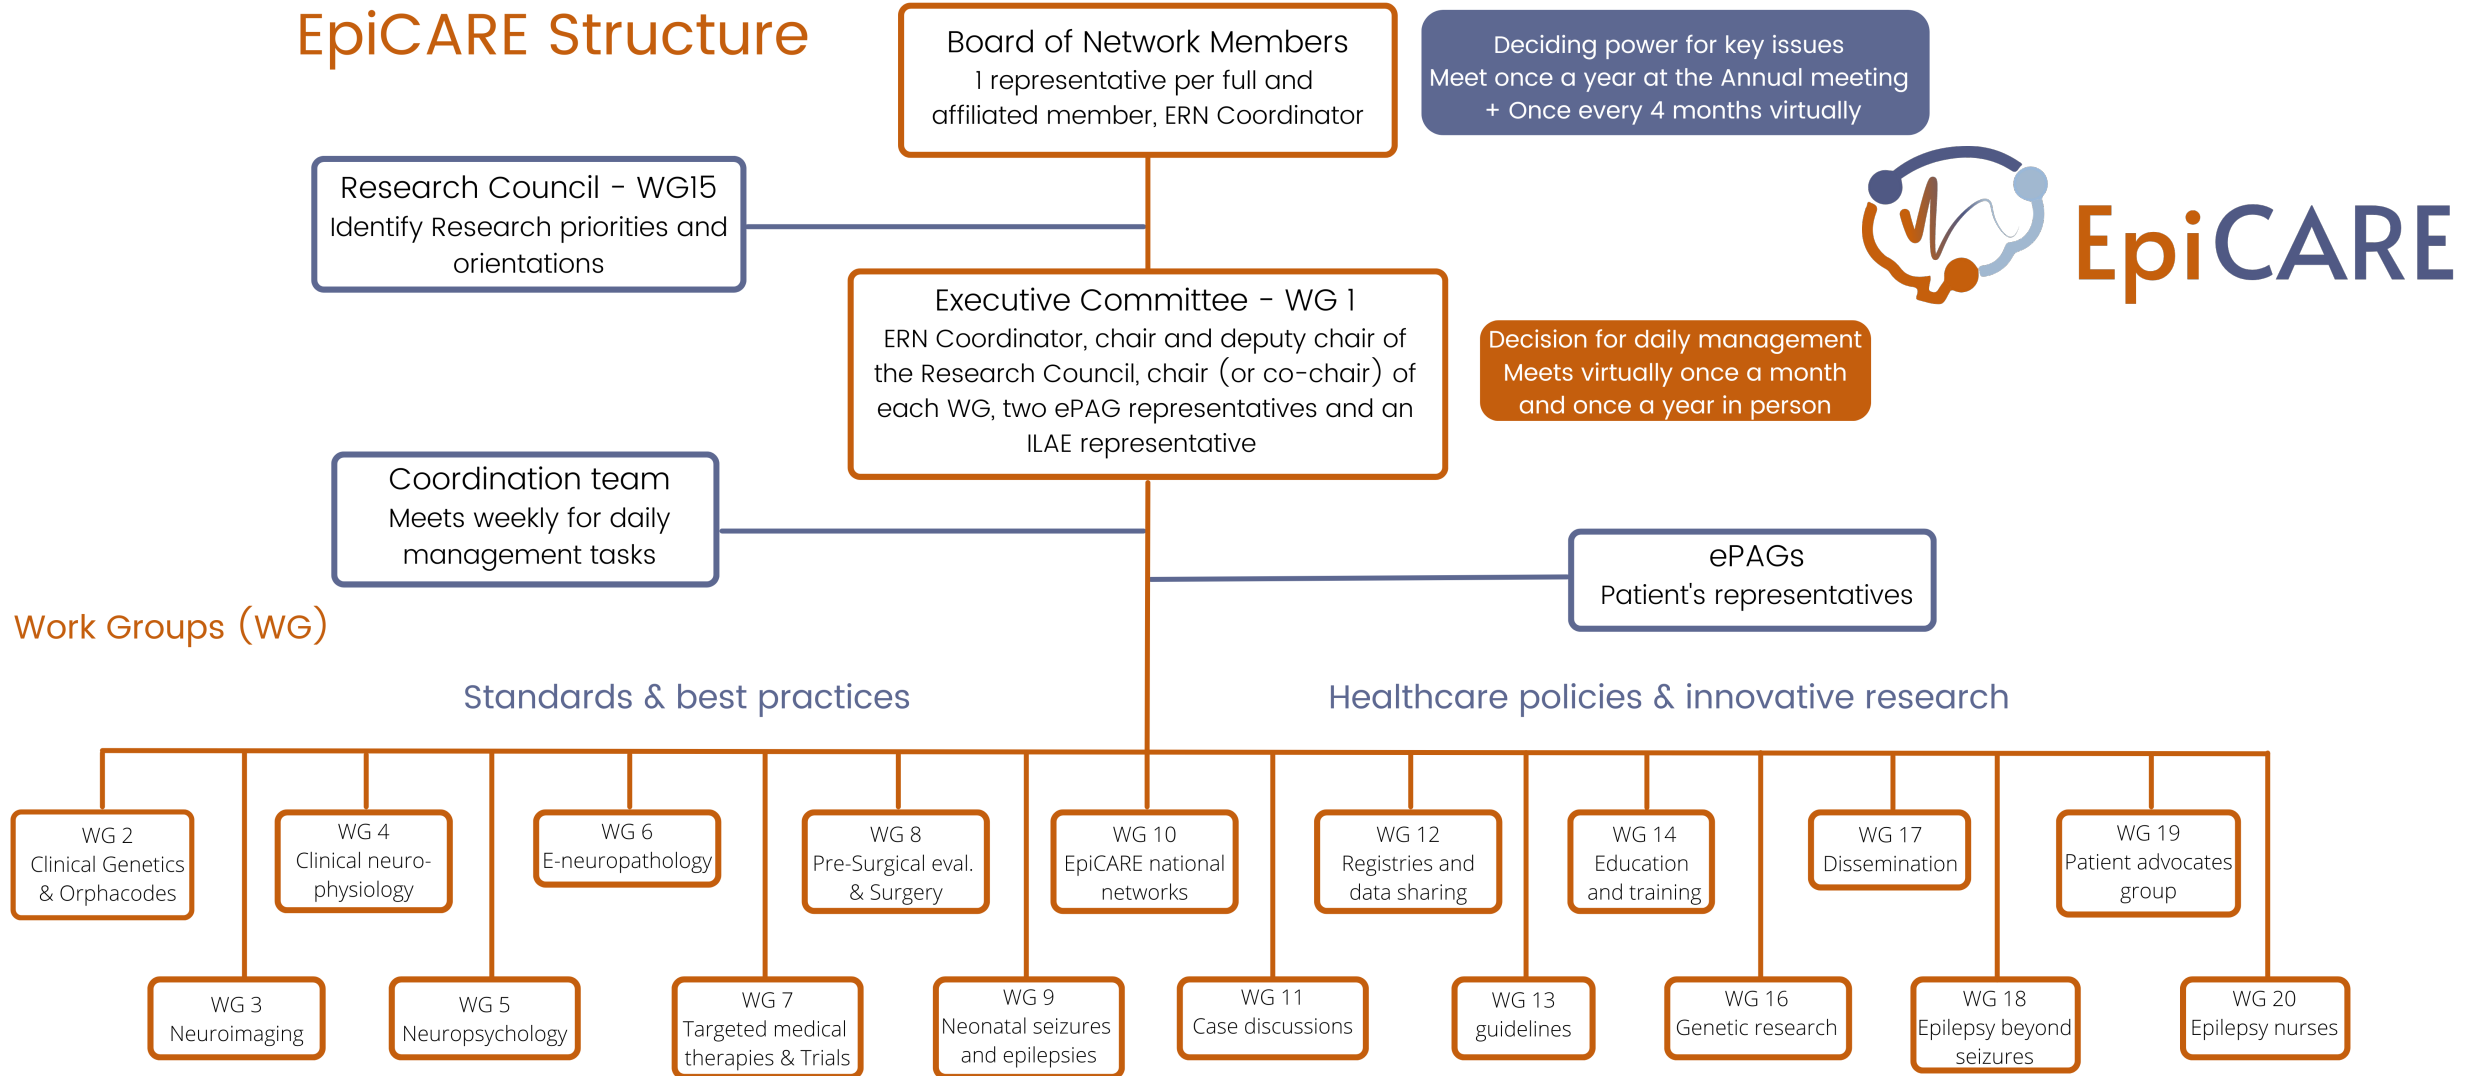 EpiCARE Structure
Board of Network Members
1 representative per full and
affiliated member, ERN Coordinator
Deciding power for key issues
Meet once a year at the Annual meeting
+ Once every 4 months virtually
Research Council - WG15
Identify Research priorities and
orientations
EpiCARE
Executive Committee - WG 1
ERN Coordinator, chair and deputy chair of
the Research Council, chair (or co-chair) of
each WG, two ePAG representatives and an
ILAE representative
Decision for daily management
Meets virtually once a month
and once a year in person
Coordination team
Meets weekly for daily
management tasks
ePAGs
Patient's representatives
Work Groups (WG)
Standards & best practices
Healthcare policies & innovative research
WG 2
Clinical Genetics
& Orphacodes
WG 4
Clinical neuro-
physiology
WG 6
E-neuropathology
WG 8
Pre-Surgical eval.
& Surgery
WG 10
EpiCARE national
networks
WG 12
Registries and
data sharing
WG 14
Education
and training
WG 17
Dissemination
WG 19
Patient advocates
group
WG 3
Neuroimaging
WG 5
Neuropsychology
WG 7
Targeted medical
therapies & Trials
WG 9
Neonatal seizures
and epilepsies
WG 11
Case discussions
WG 13
guidelines
WG 16
Genetic research
WG 18
Epilepsy beyond
seizures
WG 20
Epilepsy nurses